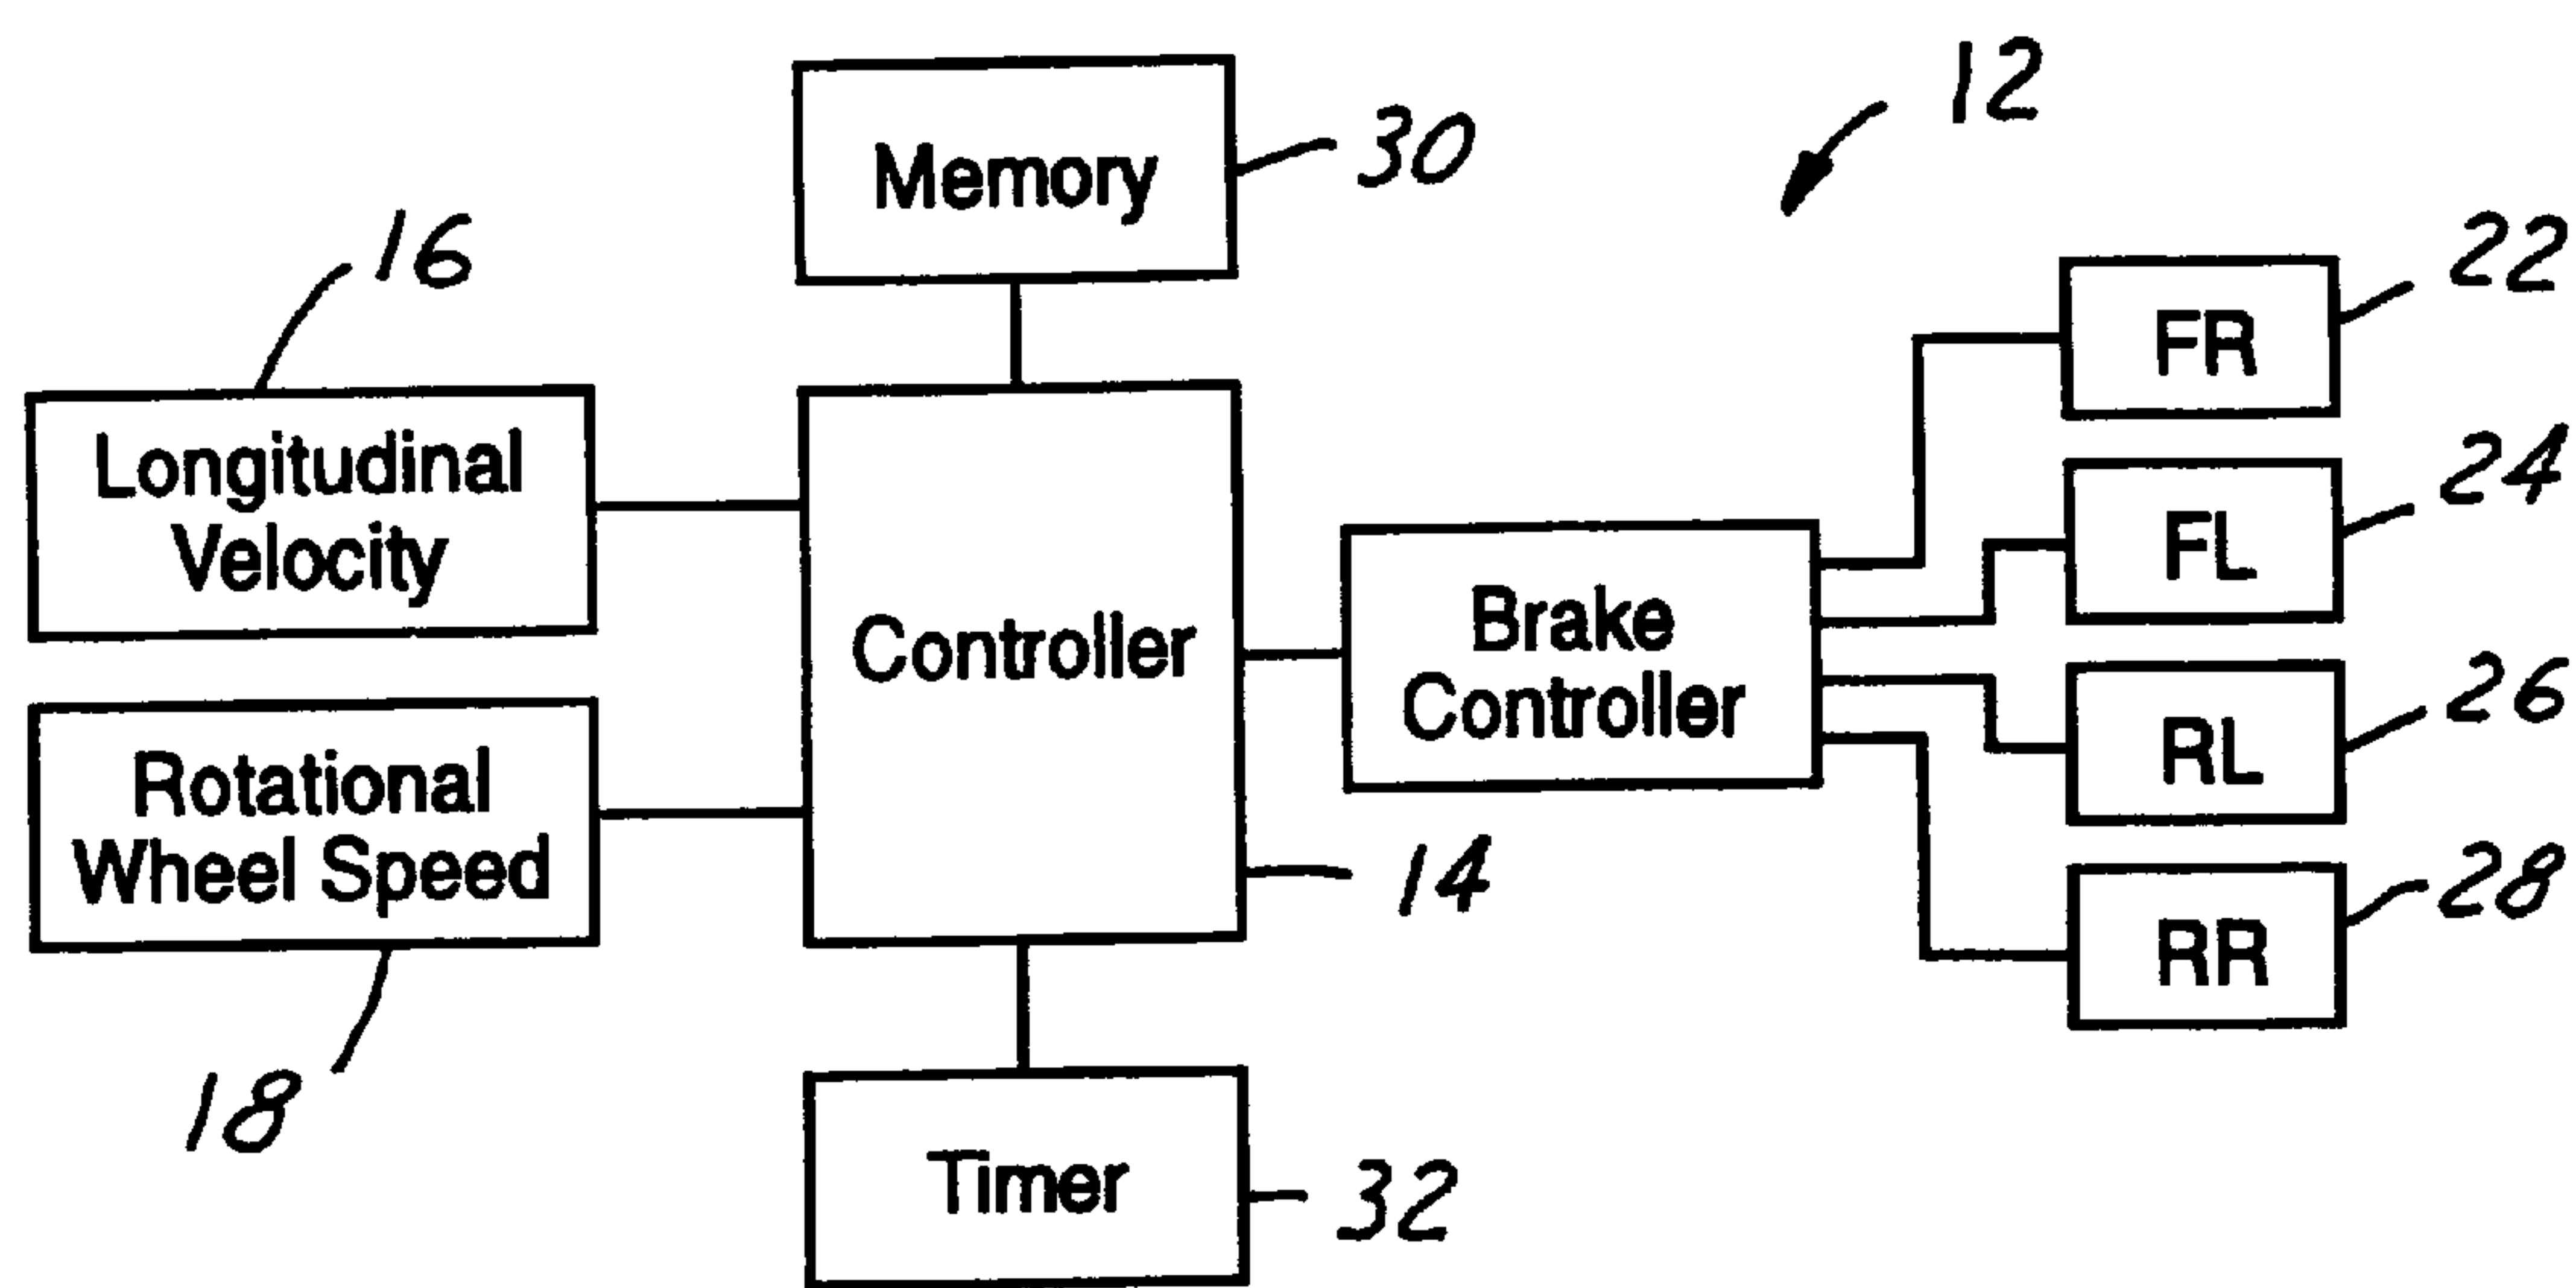 12
Memory
30
16
22
FR
Longitudinal
Velocity
24
FL
Controller
Brake
Controller
26
RL
Rotational
Wheel Speed
14
28
RR
18
Timer
32